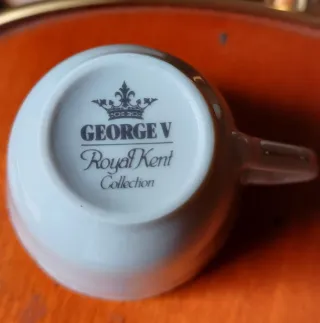 GEORGE V
Royal Kent
Collection